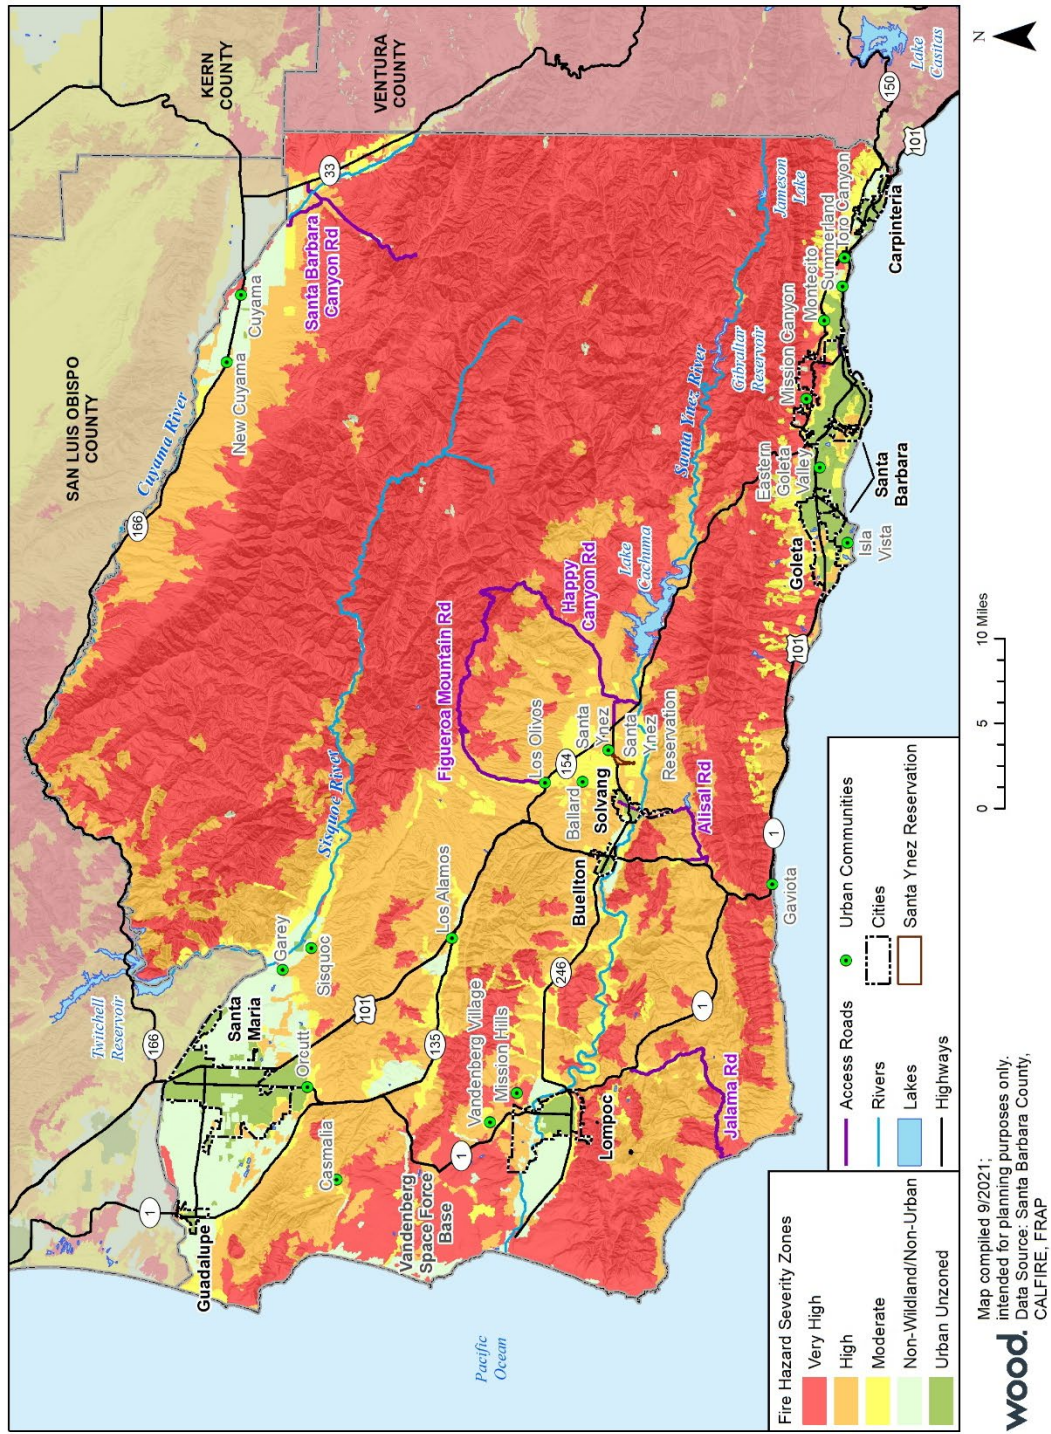 KERN
COUNTY
VENTURA
COUNTY
SAN LUIS OBISPO
COUNTY
N
Lake
Casitas
150
101
33
166
Cuyama River
Cuyama
New Cuyama
Santa Barbara
Canyon Rd
Jameson
Lake
Summerland
Toro Canyon
Carpinteria
Montecito
Mission Canyon
Gibraltar
Reservoir
Santa Ynez River
Eastern
Goleta
Valley
Santa
Barbara
Isla
Vista
Goleta
101
Lake
Cachuma
Happy
Canyon Rd
Figueroa Mountain Rd
Sisquoc River
Los Olivos
154
Santa
Ynez
Ballard
Solvang
Santa
Ynez
Reservation
Alisal Rd
1
Gaviota
Buellton
Los Alamos
246
Garey
Sisquoc
Twitchell
Reservoir
166
Santa
Maria
Orcutt
101
135
Vandenberg Village
Mission Hills
1
Jalama Rd
Lompoc
Casmalia
1
Vandenberg
Space Force
Base
1
Guadalupe
Pacific
Ocean
0
5
10 Miles
Fire Hazard Severity Zones
Very High
High
Moderate
Non-Wildland/Non-Urban
Urban Unzoned
Access Roads
Rivers
Lakes
Highways
Urban Communities
Cities
Santa Ynez Reservation
wood.
Map compiled 9/2021;
intended for planning purposes only.
Data Source: Santa Barbara County,
CALFIRE, FRAP